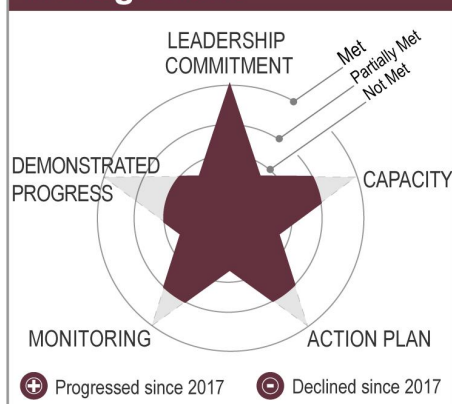 LEADERSHIP
COMMITMENT
Met
Partially Met
Not Met
DEMONSTRATED
PROGRESS
CAPACITY
MONITORING
ACTION PLAN
Progressed since 2017
Declined since 2017